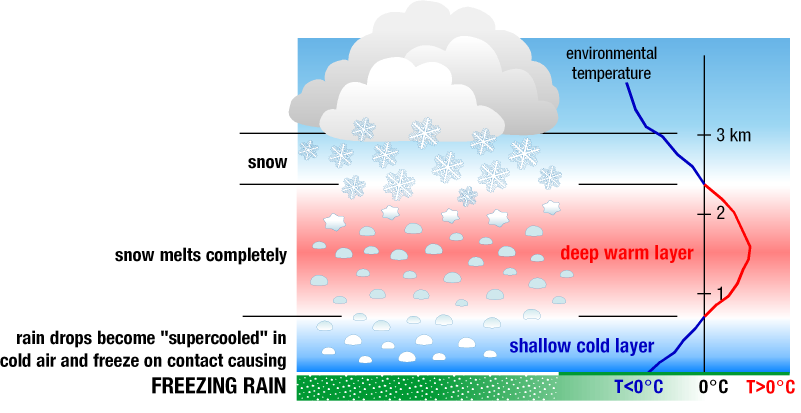 environmental
temperature
3 km
snow
2
snow melts completely
deep warm layer
1
rain drops become "supercooled" in
cold air and freeze on contact causing
shallow cold layer
FREEZING RAIN
T<0°C 0°C T>0°C